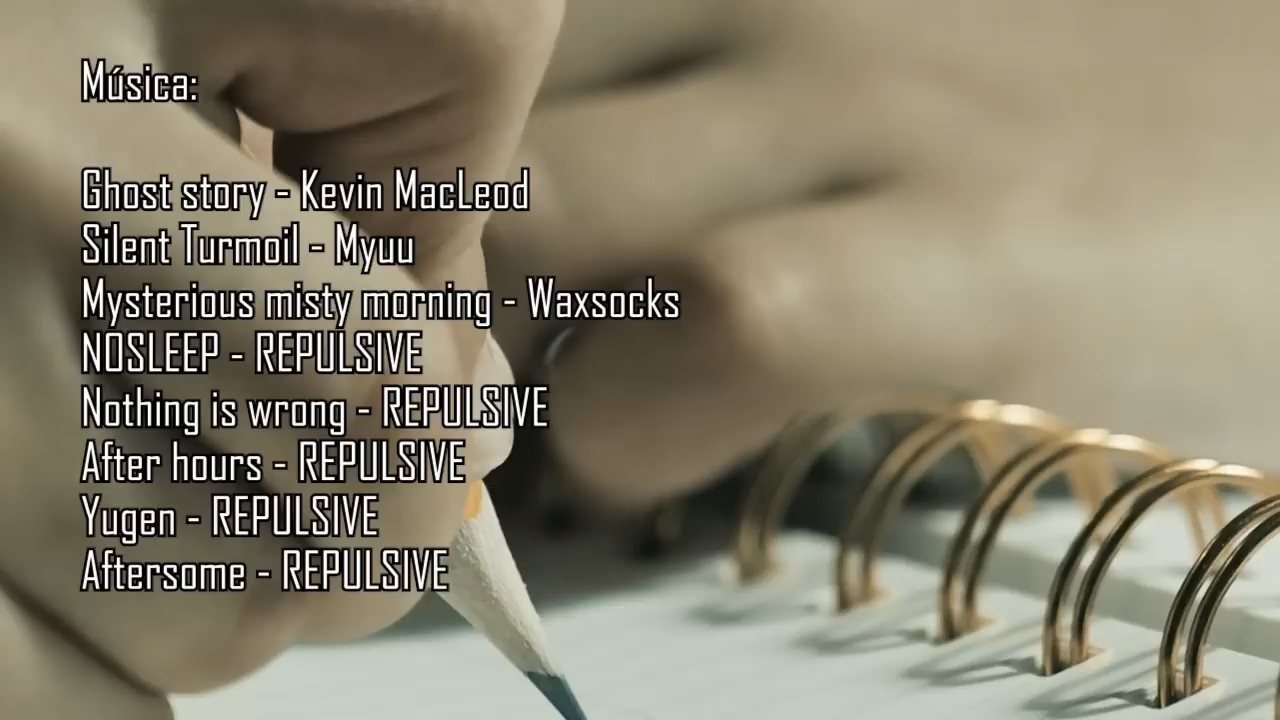 Música:
Ghost story - Kevin MacLeod
Silent Turmoil - Myuu
Mysterious misty morning - Waxsocks
NOSLEEP - REPULSIVE
Nothing is wrong - REPULSIVE
After hours - REPULSIVE
Yugen - REPULSIVE
Aftersome - REPULSIVE